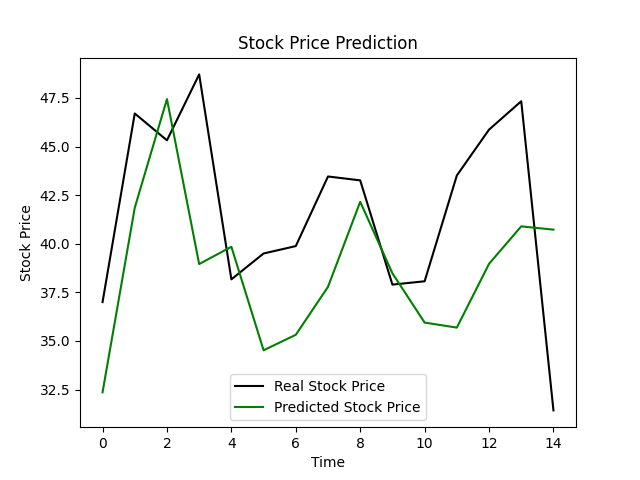 Stock Price Prediction
47.5
45.0
42.5
40.0
37.5
35.0
32.5
Stock Price
Real Stock Price
Predicted Stock Price
0 2 4 6 8 10 12 14
Time